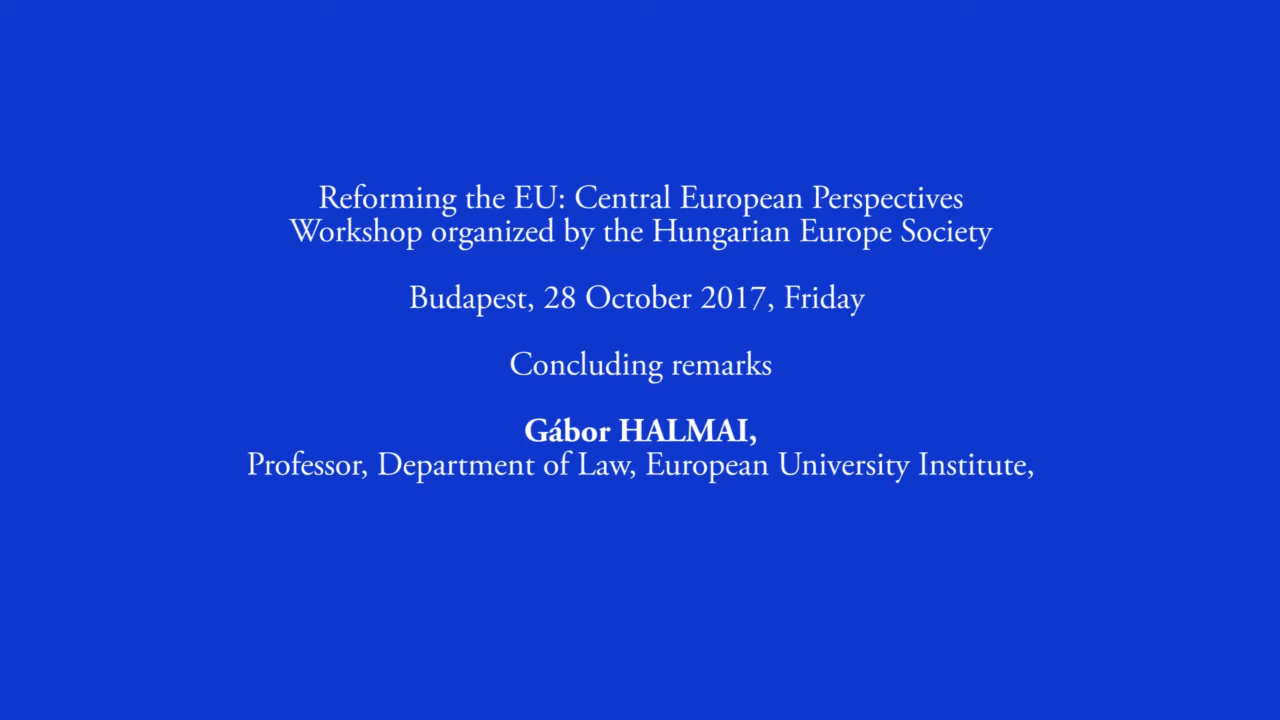 Reforming the EU: Central European Perspectives
Workshop organized by the Hungarian Europe Society
Budapest, 28 October 2017, Friday
Concluding remarks
Gábor HALMAI,
Professor, Department of Law, European University Institute,